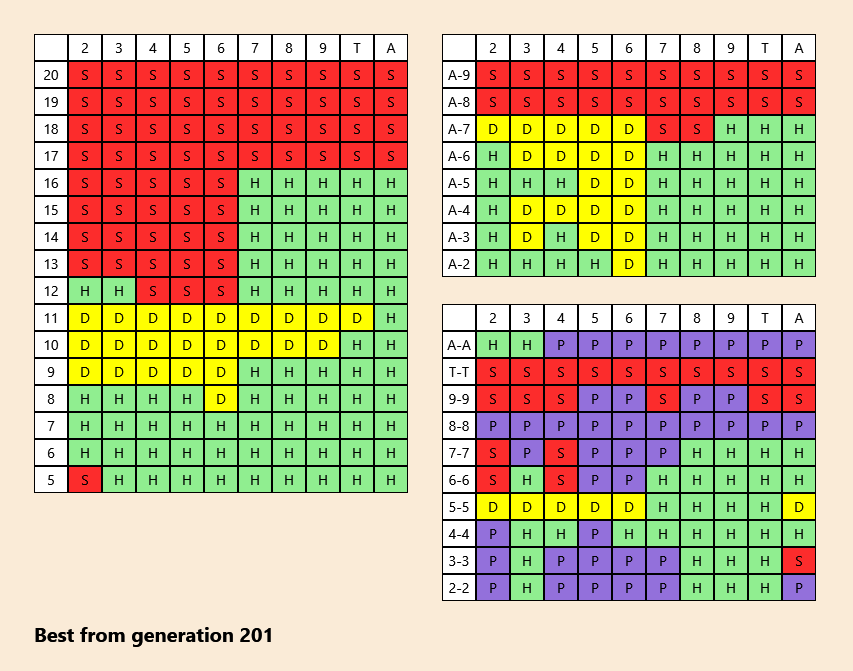 2 3 4 5 6 7 8 9 T A
20 S S S S S S S S S S
19 S S S S S S S S S S
18 S S S S S S S S S S
17 S S S S S S S S S S
16 S S S S S H H H H H
15 S S S S S H H H H H
14 S S S S S H H H H H
13 S S S S S H H H H H
12 H H S S S H H H H H
11 D D D D D D D D D H
10 D D D D D D D D H H
9 D D D D D H H H H H
8 H H H H D H H H H H
7 H H H H H H H H H H
6 H H H H H H H H H H
5 S H H H H H H H H H
2 3 4 5 6 7 8 9 T A
A-9 S S S S S S S S S S
A-8 S S S S S S S S S S
A-7 D D D D D S S H H H
A-6 H D D D D H H H H H
A-5 H H H D D H H H H H
A-4 H D D D D H H H H H
A-3 H D H D D H H H H H
A-2 H H H H D H H H H H
2 3 4 5 6 7 8 9 T A
A-A H H P P P P P P P P
T-T S S S S S S S S S S
9-9 S S S P P S P P S S
8-8 P P P P P P P P P P
7-7 S P S P P P H H H H
6-6 S H S P P H H H H H
5-5 D D D D D H H H H D
4-4 P H H P H H H H H H
3-3 P H P P P P H H H S
2-2 P H P P P P H H H P
Best from generation 201